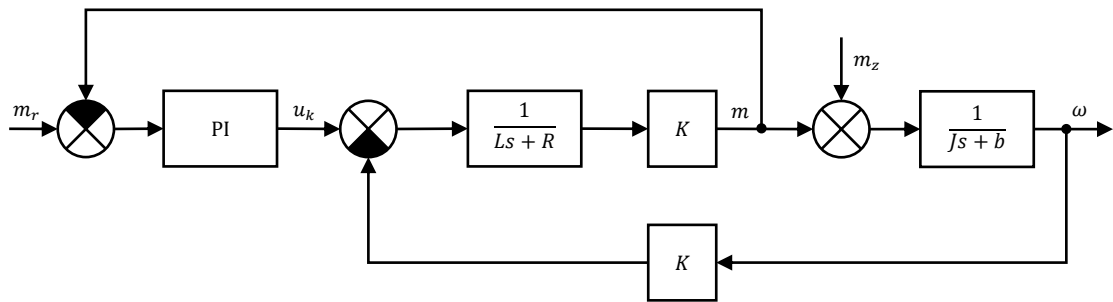 m_r
PI
u_k
1
Ls + R
K
m
m_z
1
Js + b
ω
K